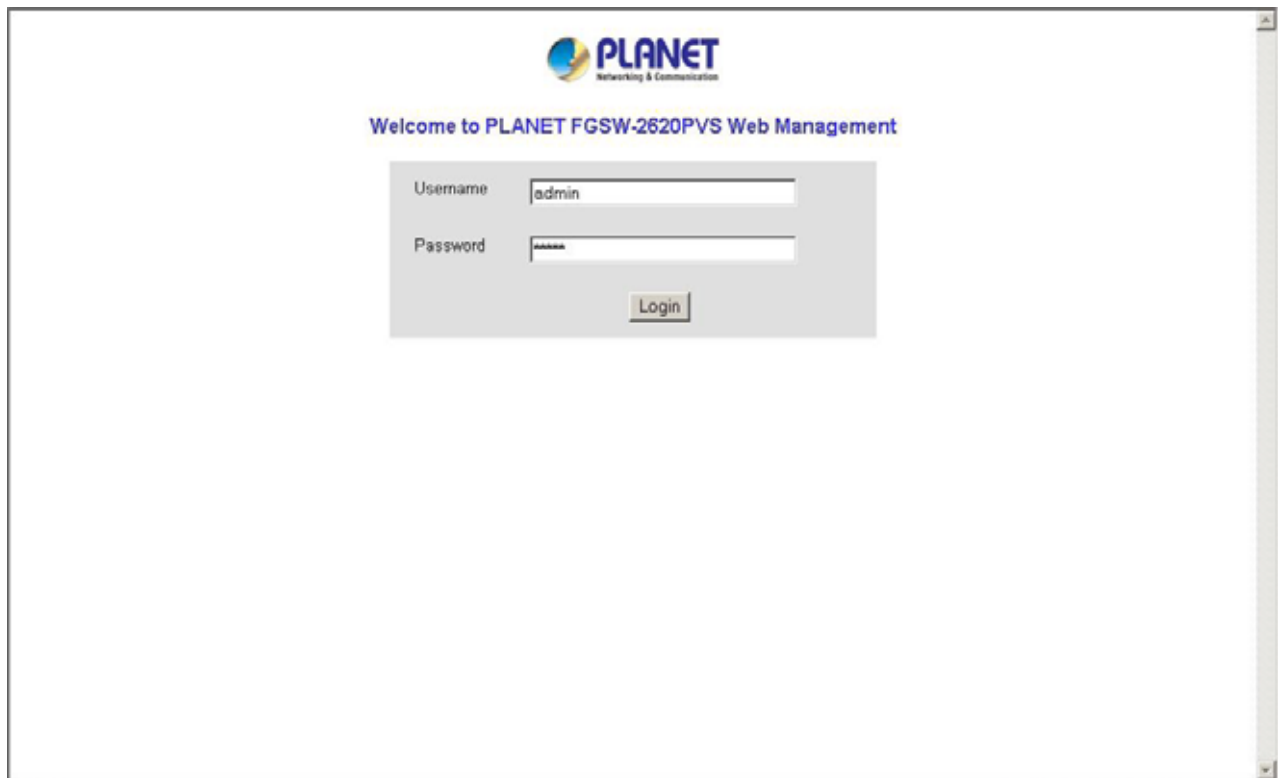 PLANET
Networking & Communication
Welcome to PLANET FGSW-2620PVS Web Management
Username admin
Password *****
Login